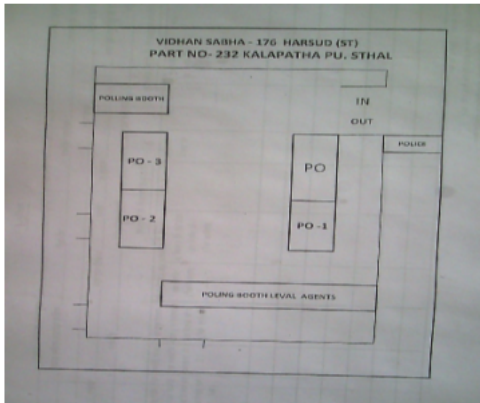 VIDHAN SABHA - 176 HARSUD (ST)
PART NO- 232 KALAPATHA PU. STHAL
POLLING BOOTH
IN
OUT
POLICE
PO - 3
PO
PO - 2
PO -1
POLING BOOTH LEVAL AGENTS